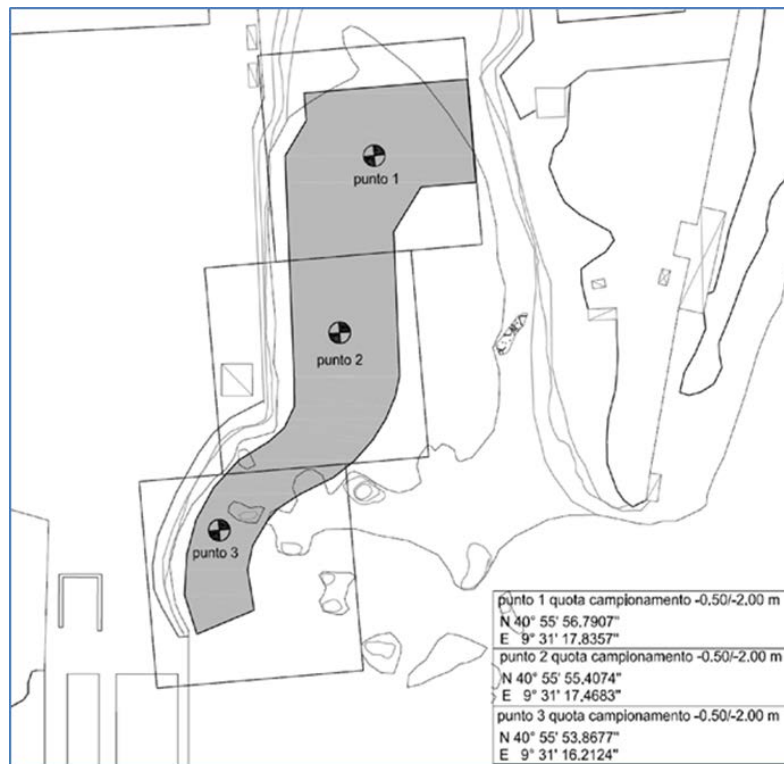 punto 1
punto 2
punto 3
punto 1 quota campionamento -0.50/-2.00 m
N 40° 55' 56.7907"
E 9° 31' 17.8357"
punto 2 quota campionamento -0.50/-2.00 m
N 40° 55' 55.4074"
E 9° 31' 17.4683"
punto 3 quota campionamento -0.50/-2.00 m
N 40° 55' 53.8677"
E 9° 31' 16.2124"